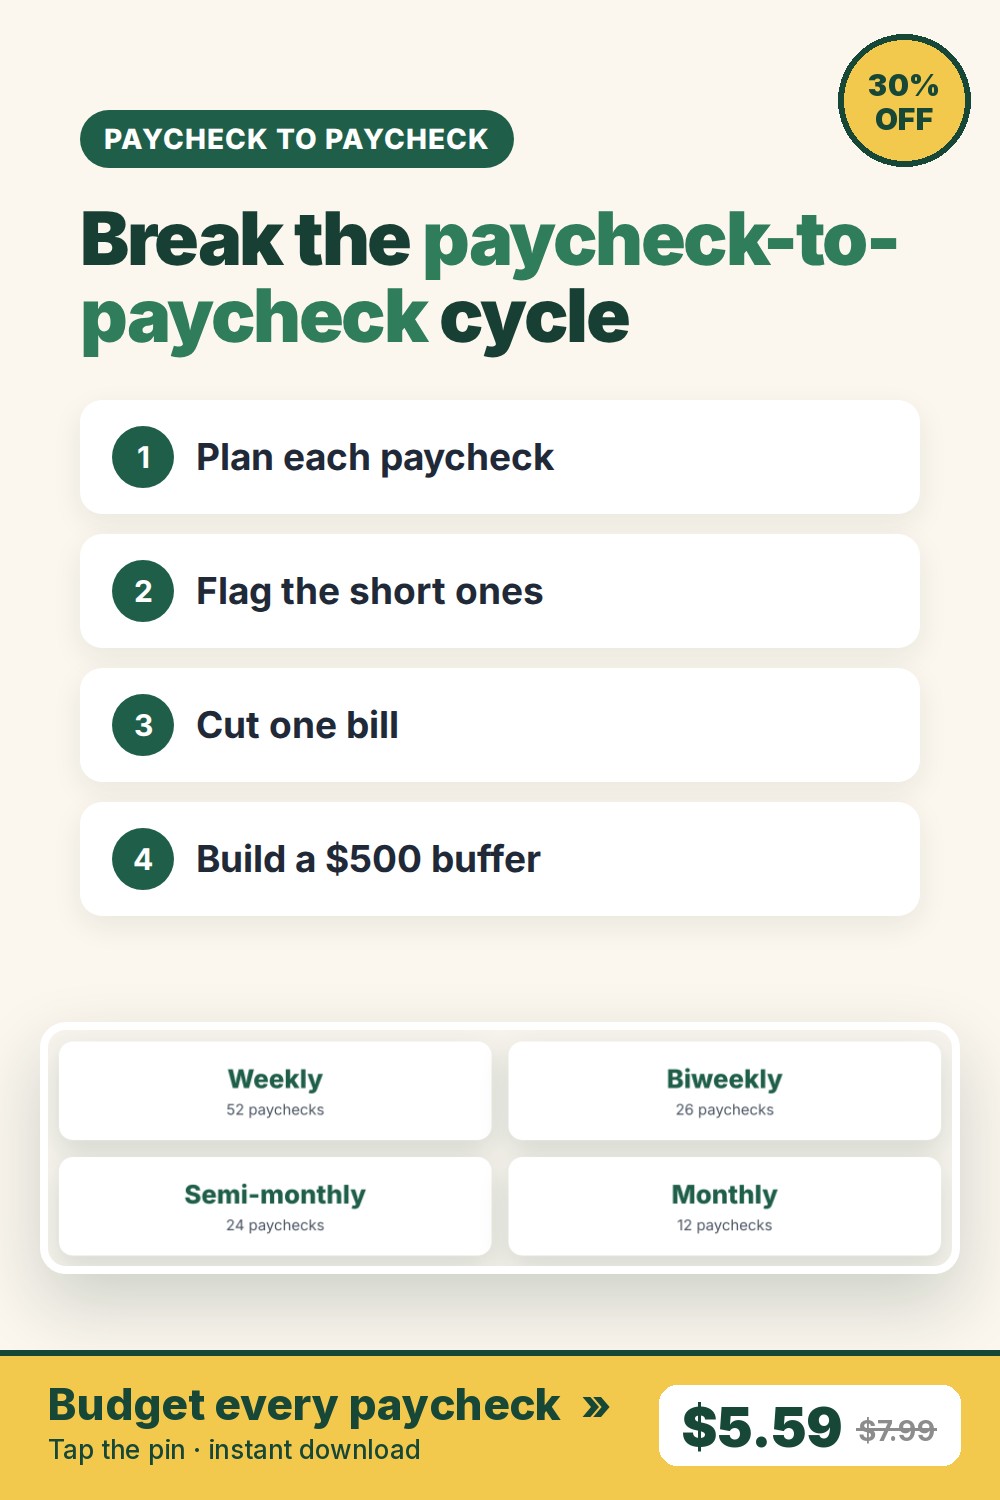 30%
OFF
PAYCHECK TO PAYCHECK
Break the paycheck-to-
paycheck cycle
1 Plan each paycheck
2 Flag the short ones
3 Cut one bill
4 Build a $500 buffer
Weekly
52 paychecks
Biweekly
26 paychecks
Semi-monthly
24 paychecks
Monthly
12 paychecks
Budget every paycheck »
Tap the pin · instant download
$5.59 $7.99